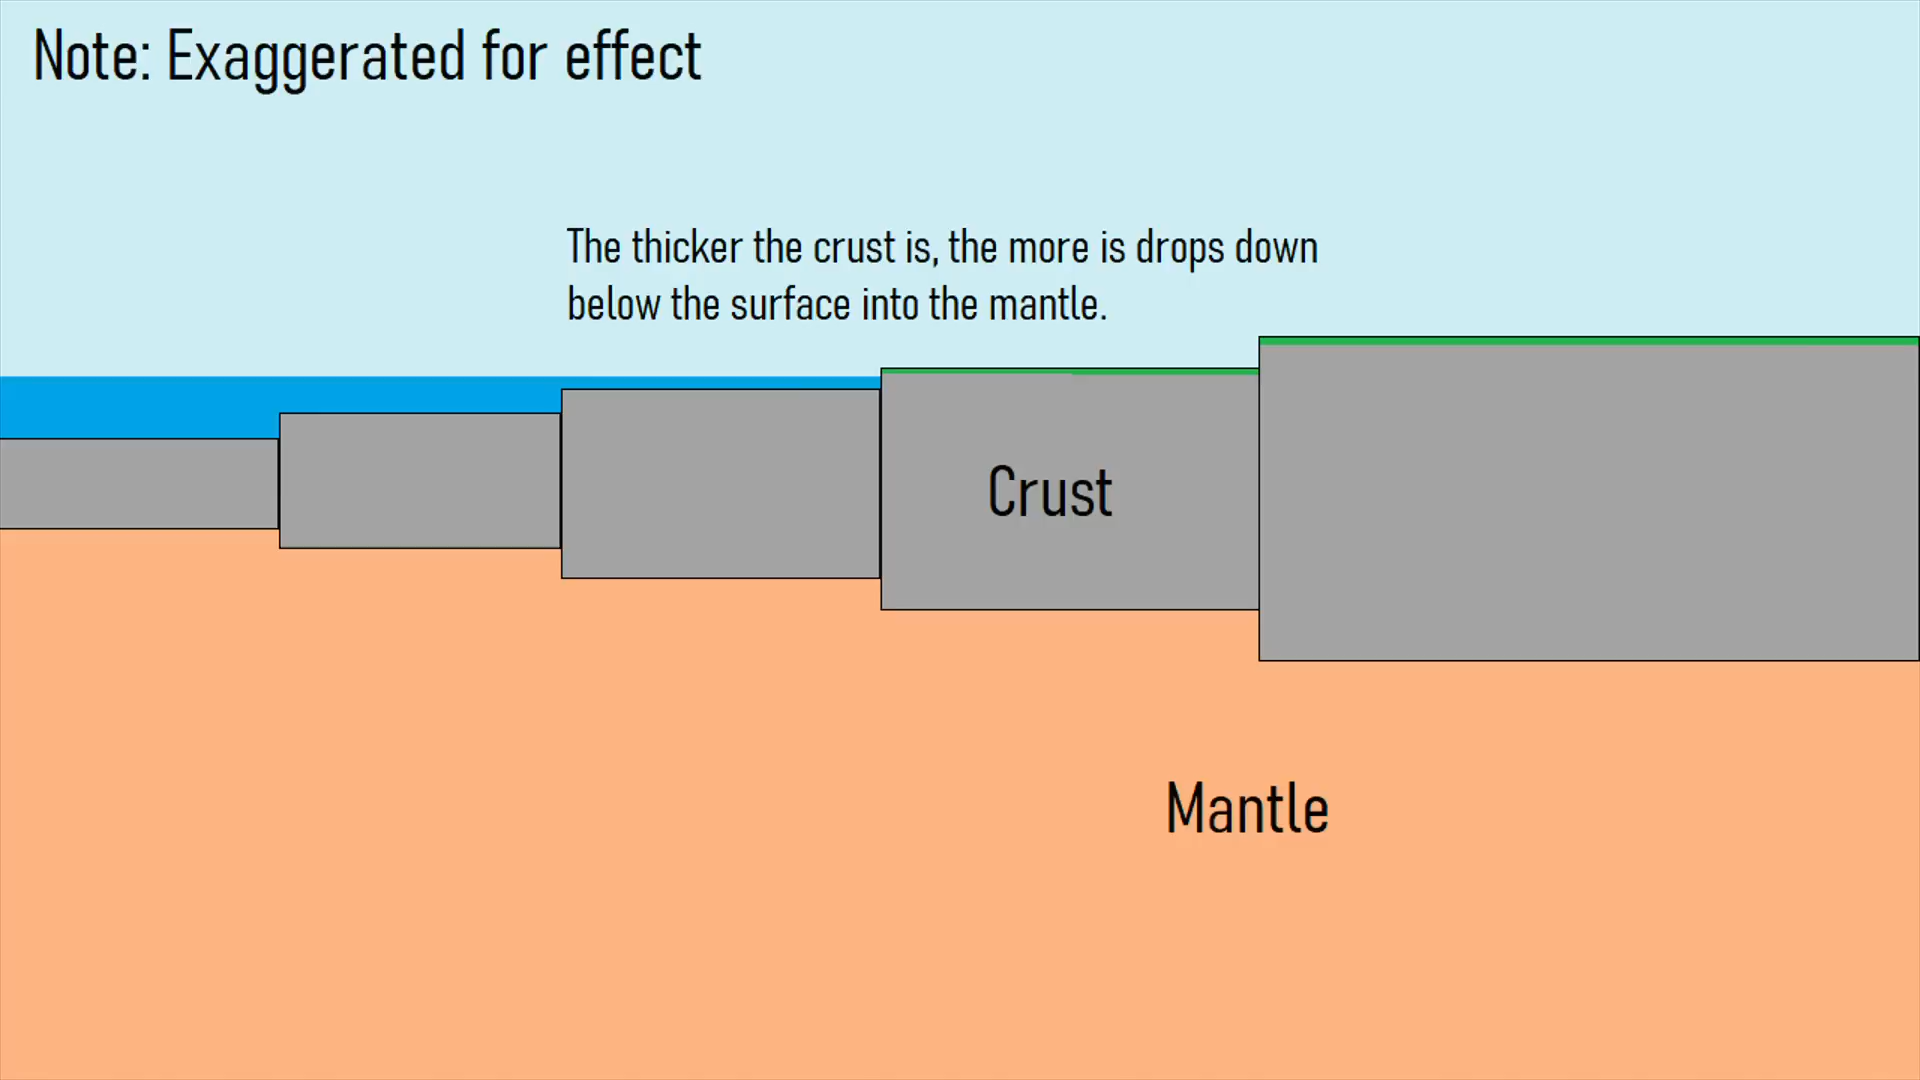 Note: Exaggerated for effect
The thicker the crust is, the more is drops down
below the surface into the mantle.
Crust
Mantle